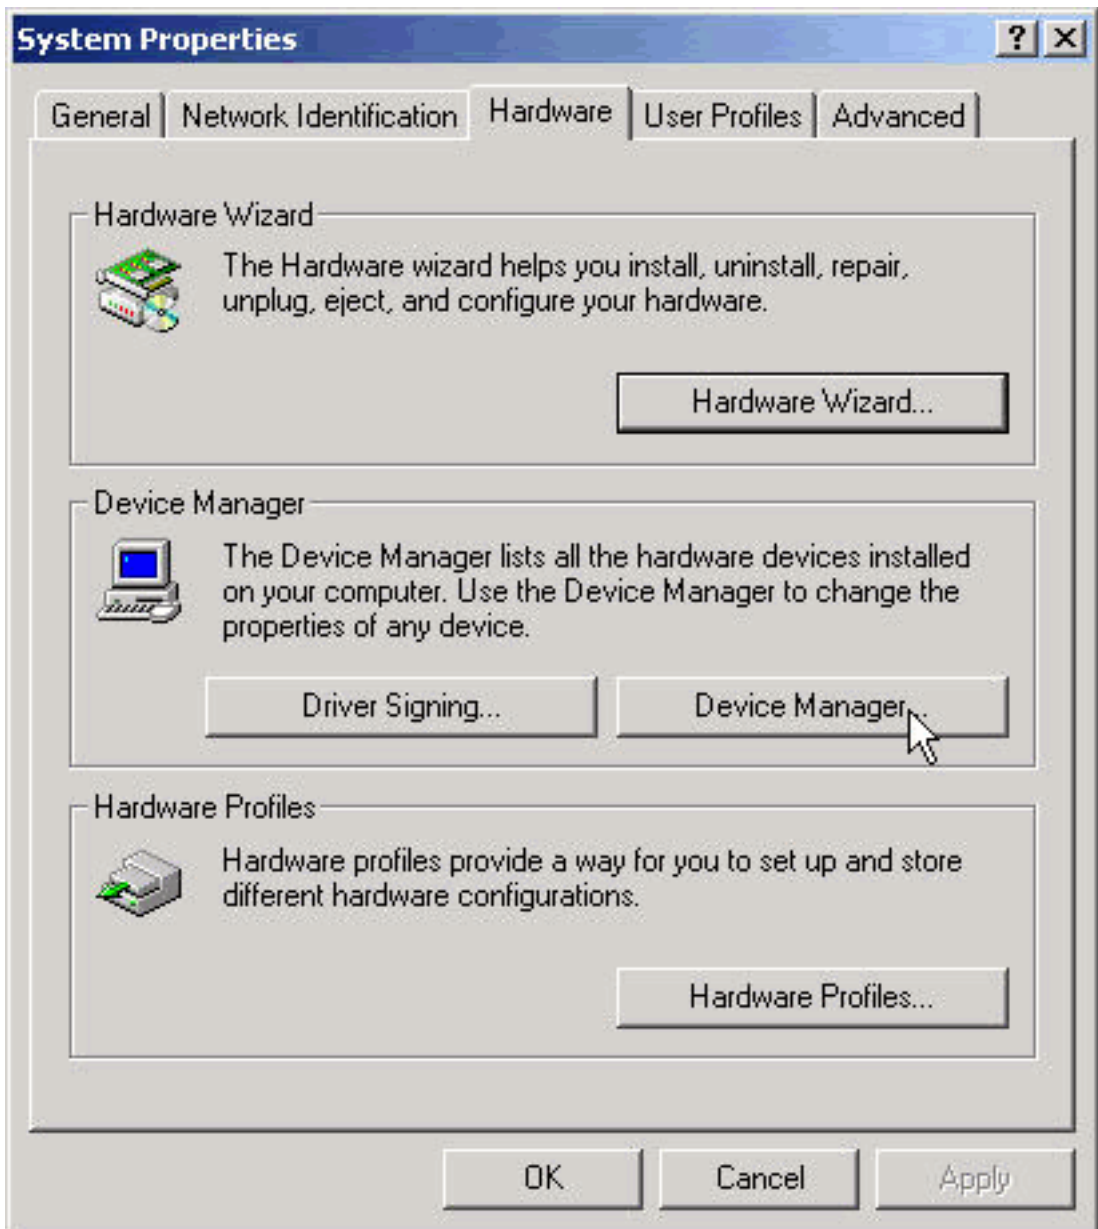 System Properties
General
Network Identification
Hardware
User Profiles
Advanced
Hardware Wizard
The Hardware wizard helps you install, uninstall, repair,
unplug, eject, and configure your hardware.
Hardware Wizard...
Device Manager
The Device Manager lists all the hardware devices installed
on your computer. Use the Device Manager to change the
properties of any device.
Driver Signing...
Device Manager...
Hardware Profiles
Hardware profiles provide a way for you to set up and store
different hardware configurations.
Hardware Profiles...
OK
Cancel
Apply